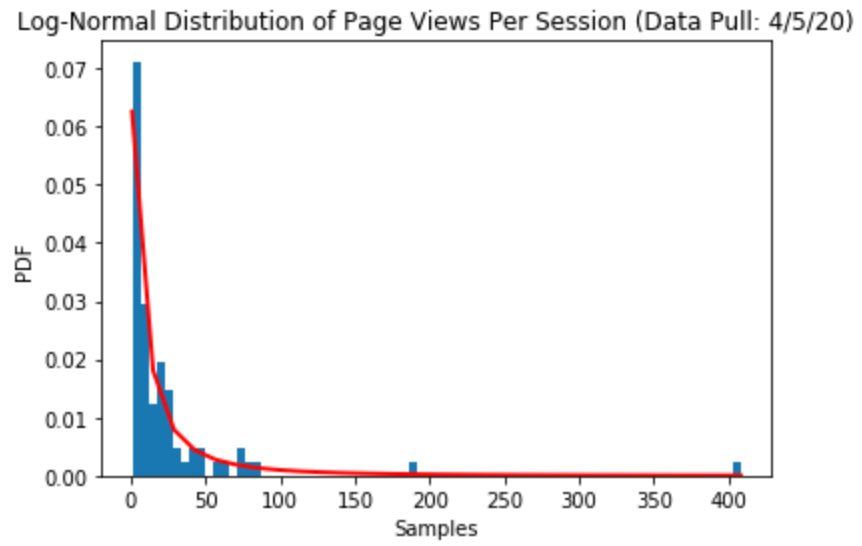 Log-Normal Distribution of Page Views Per Session (Data Pull: 4/5/20)
0.07
0.06
0.05
0.04
0.03
0.02
0.01
0.00
PDF
0 50 100 150 200 250 300 350 400
Samples